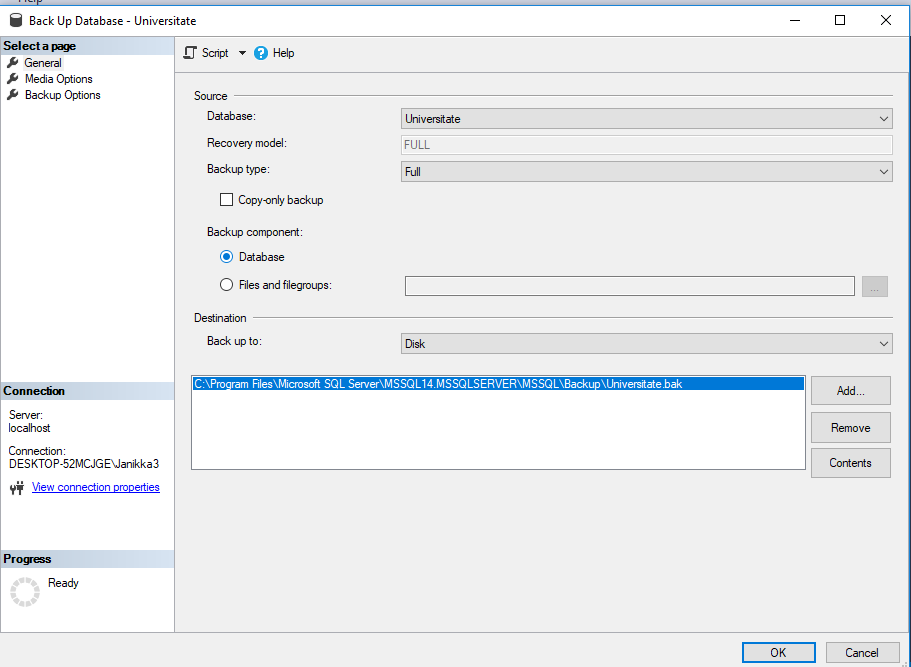 Help
Back Up Database - Universitate
Select a page
General
Media Options
Backup Options
Script
Help
Source
Database:
Universitate
Recovery model:
FULL
Backup type:
Full
Copy-only backup
Backup component:
Database
Files and filegroups:
...
Destination
Back up to:
Disk
C:\Program Files\Microsoft SQL Server\MSSQL14.MSSQLSERVER\MSSQL\Backup\Universitate.bak
Add...
Remove
Contents
Connection
Server:
localhost
Connection:
DESKTOP-52MCJGE\Janikka3
View connection properties
Progress
Ready
OK
Cancel